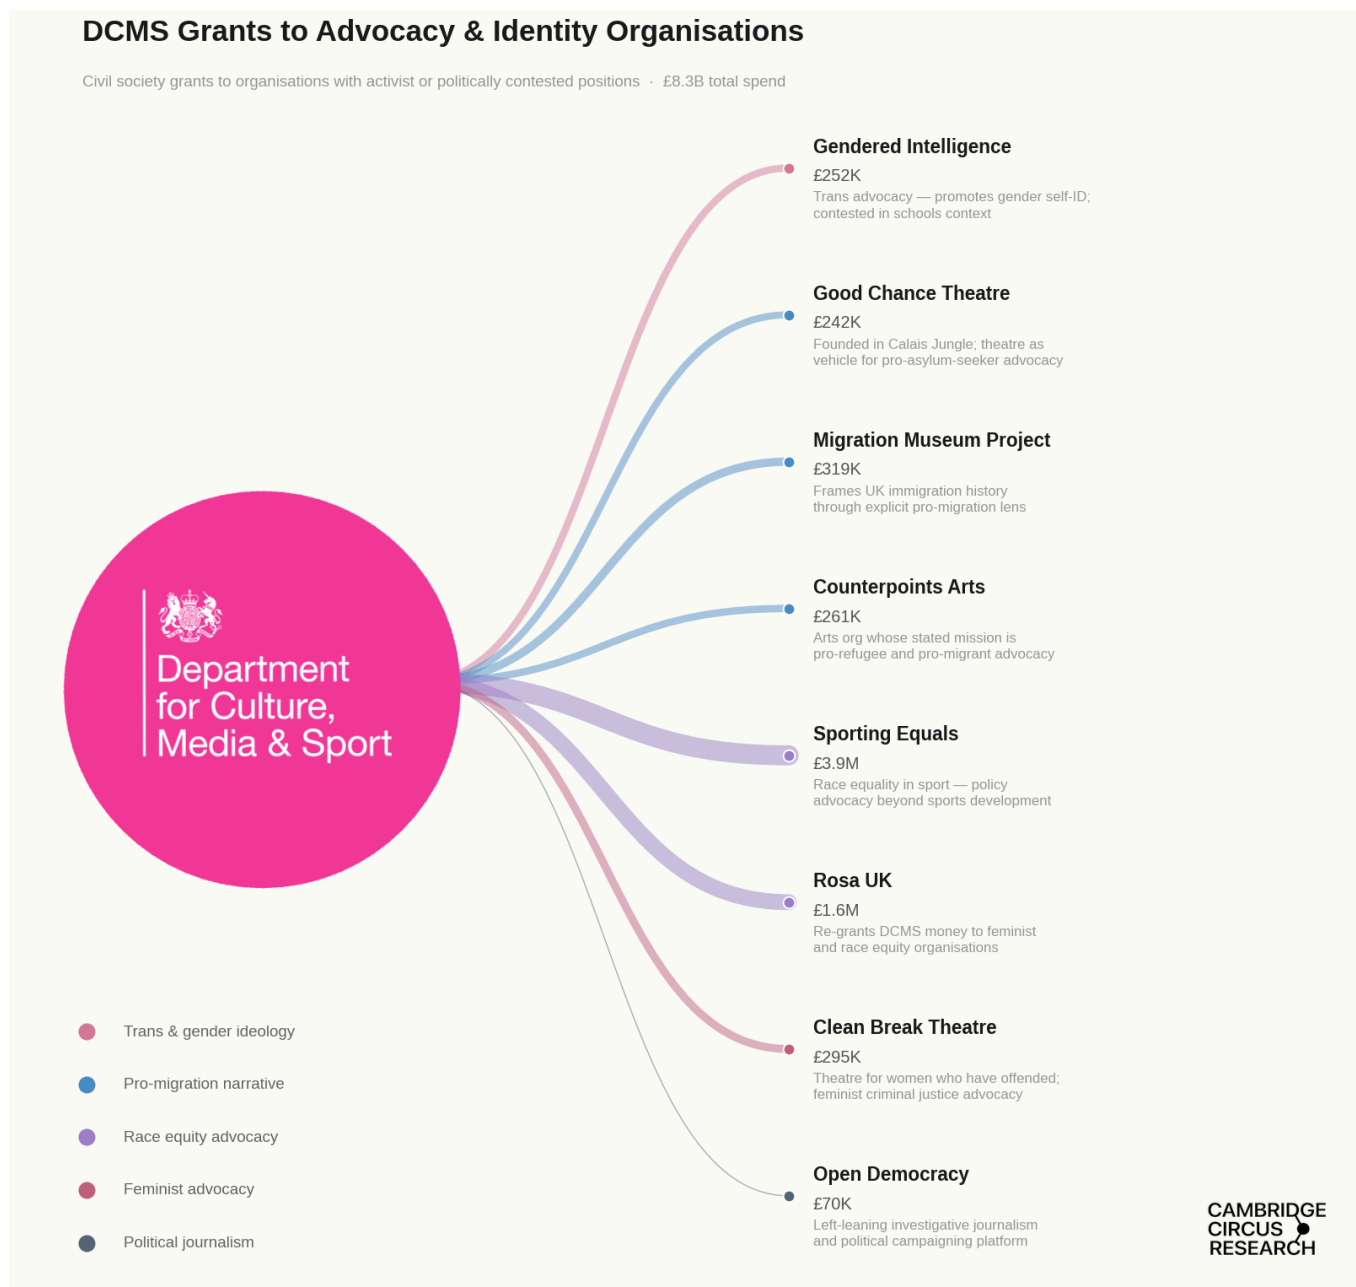 DCMS Grants to Advocacy & Identity Organisations
Civil society grants to organisations with activist or politically contested positions · £8.3B total spend
Gendered Intelligence
£252K
Trans advocacy — promotes gender self-ID;
contested in schools context
Good Chance Theatre
£242K
Founded in Calais Jungle; theatre as
vehicle for pro-asylum-seeker advocacy
Migration Museum Project
£319K
Frames UK immigration history
through explicit pro-migration lens
Counterpoints Arts
£261K
Arts org whose stated mission is
pro-refugee and pro-migrant advocacy
Sporting Equals
£3.9M
Race equality in sport — policy
advocacy beyond sports development
Rosa UK
£1.6M
Re-grants DCMS money to feminist
and race equity organisations
Clean Break Theatre
£295K
Theatre for women who have offended;
feminist criminal justice advocacy
Open Democracy
£70K
Left-leaning investigative journalism
and political campaigning platform
Department
for Culture,
Media & Sport
Trans & gender ideology
Pro-migration narrative
Race equity advocacy
Feminist advocacy
Political journalism
CAMBRIDGE
CIRCUS
RESEARCH